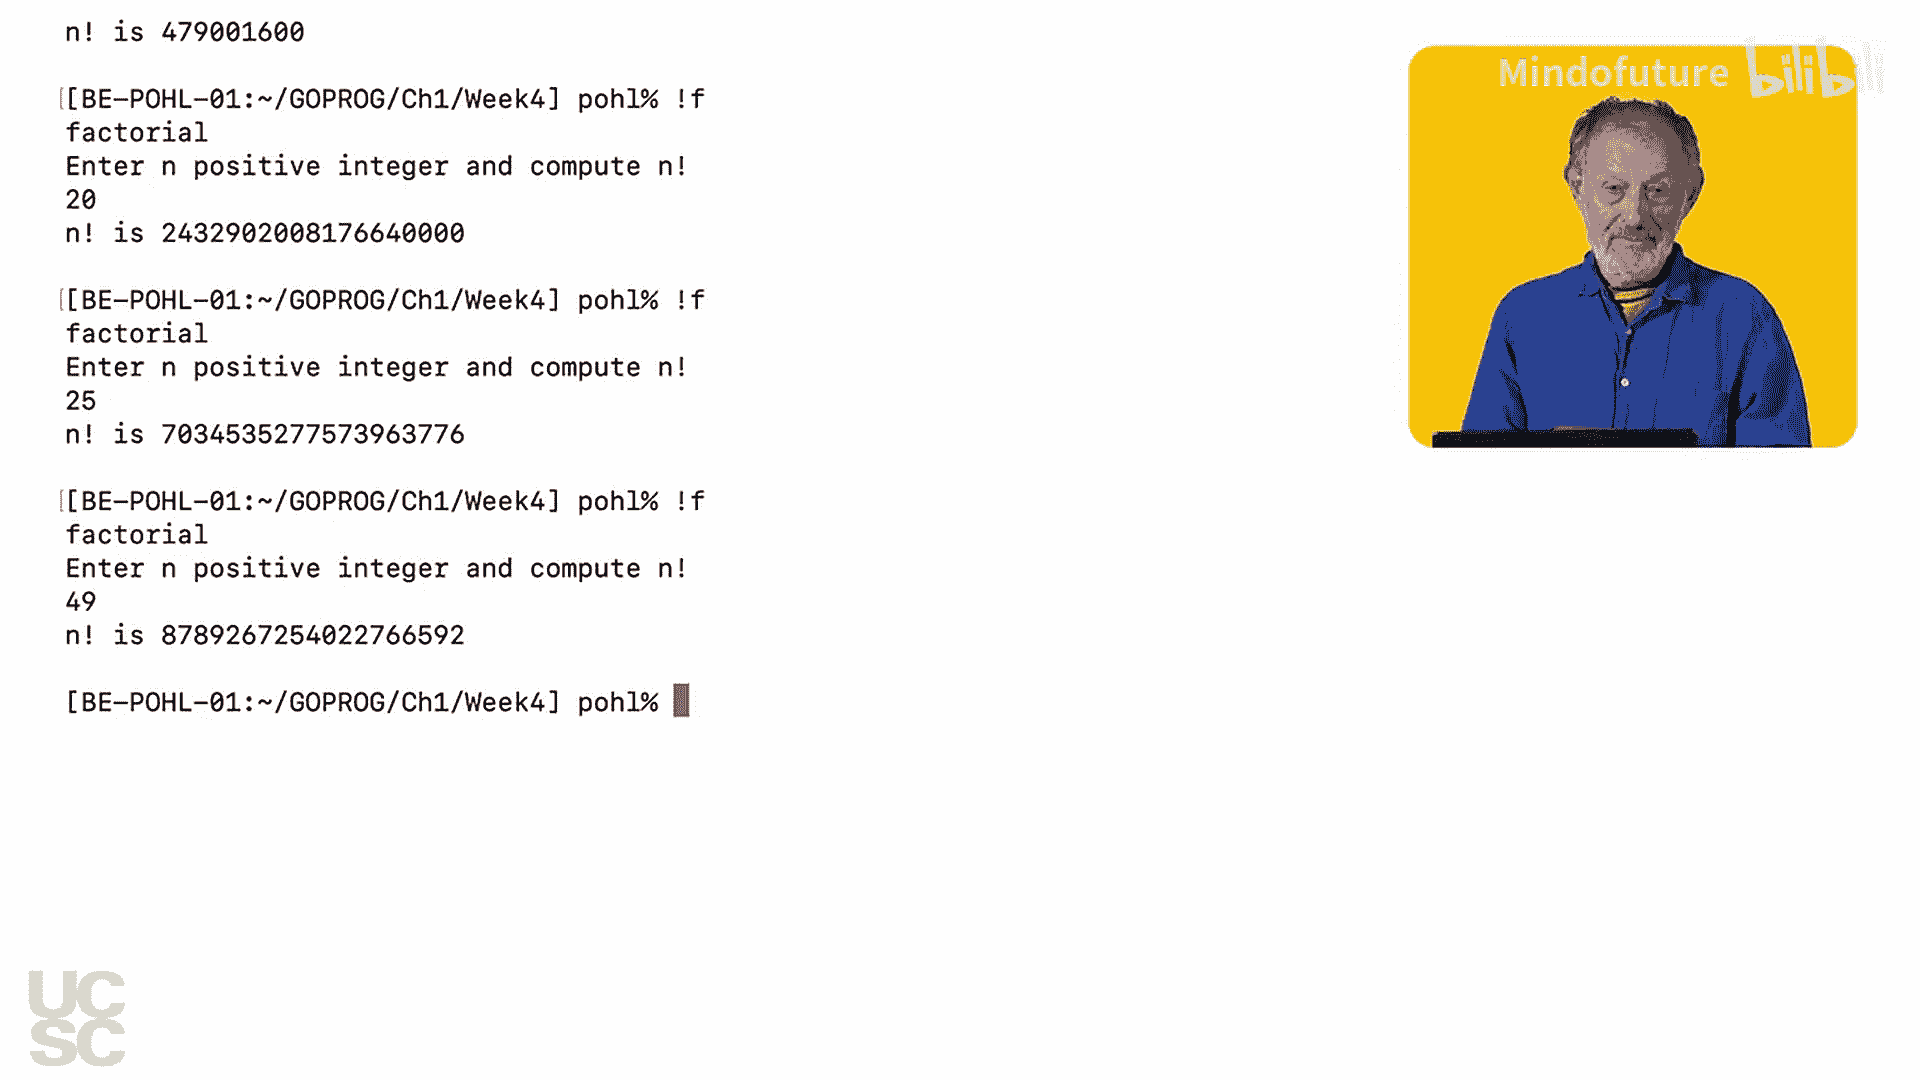 n! is 479001600
[[BE-POHL-01:~/GOPROG/Ch1/Week4] pohl% !f
factorial
Enter n positive integer and compute n!
20
n! is 2432902008176640000
[[BE-POHL-01:~/GOPROG/Ch1/Week4] pohl% !f
factorial
Enter n positive integer and compute n!
25
n! is 7034535277573963776
[[BE-POHL-01:~/GOPROG/Ch1/Week4] pohl% !f
factorial
Enter n positive integer and compute n!
49
n! is 8789267254022766592
[BE-POHL-01:~/GOPROG/Ch1/Week4] pohl%
Mindofuture bilibili
UC
SC